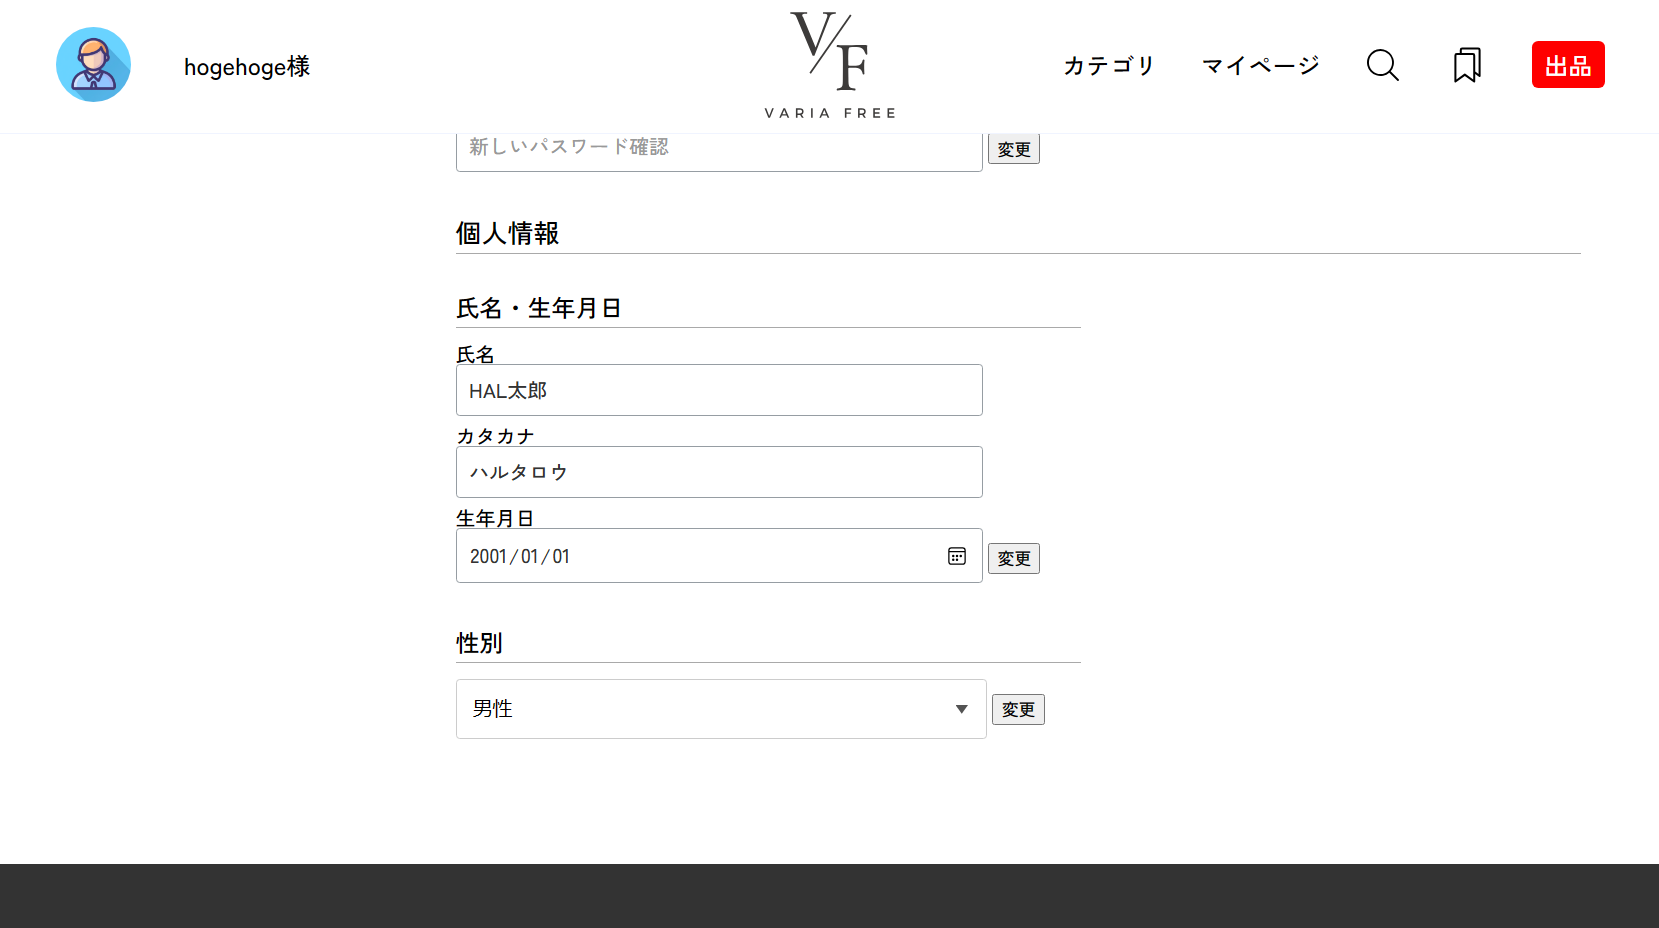 hogehoge様
V/F
VARIA FREE
カテゴリ
マイページ
出品
新しいパスワード確認
変更
個人情報
氏名・生年月日
氏名
HAL太郎
カタカナ
ハルタロウ
生年月日
2001/01/01
変更
性別
男性
変更